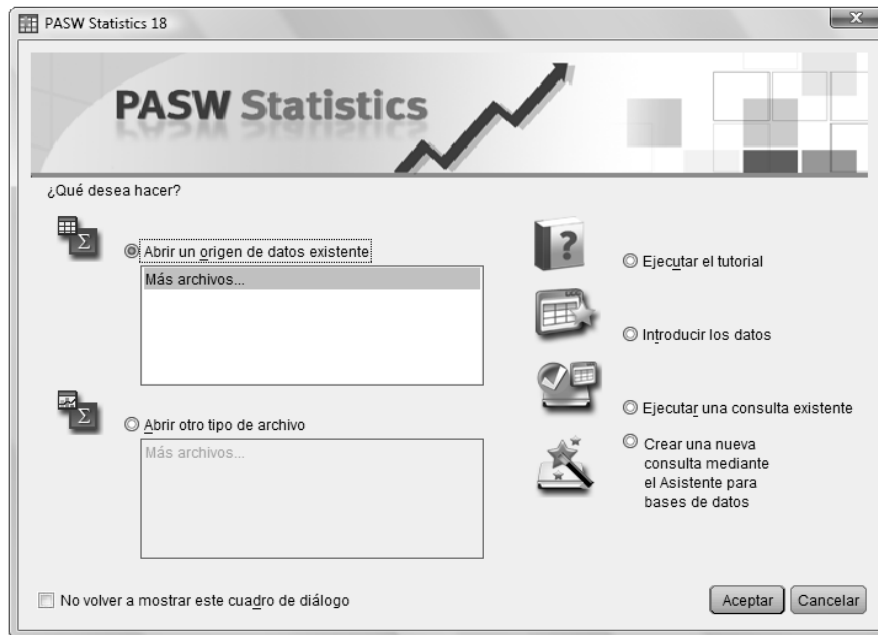 PASW Statistics 18
PASW Statistics
¿Qué desea hacer?
Abrir un origen de datos existente
Más archivos...
Abrir otro tipo de archivo
Más archivos...
Ejecutar el tutorial
Introducir los datos
Ejecutar una consulta existente
Crear una nueva
consulta mediante
el Asistente para
bases de datos
No volver a mostrar este cuadro de diálogo
Aceptar
Cancelar